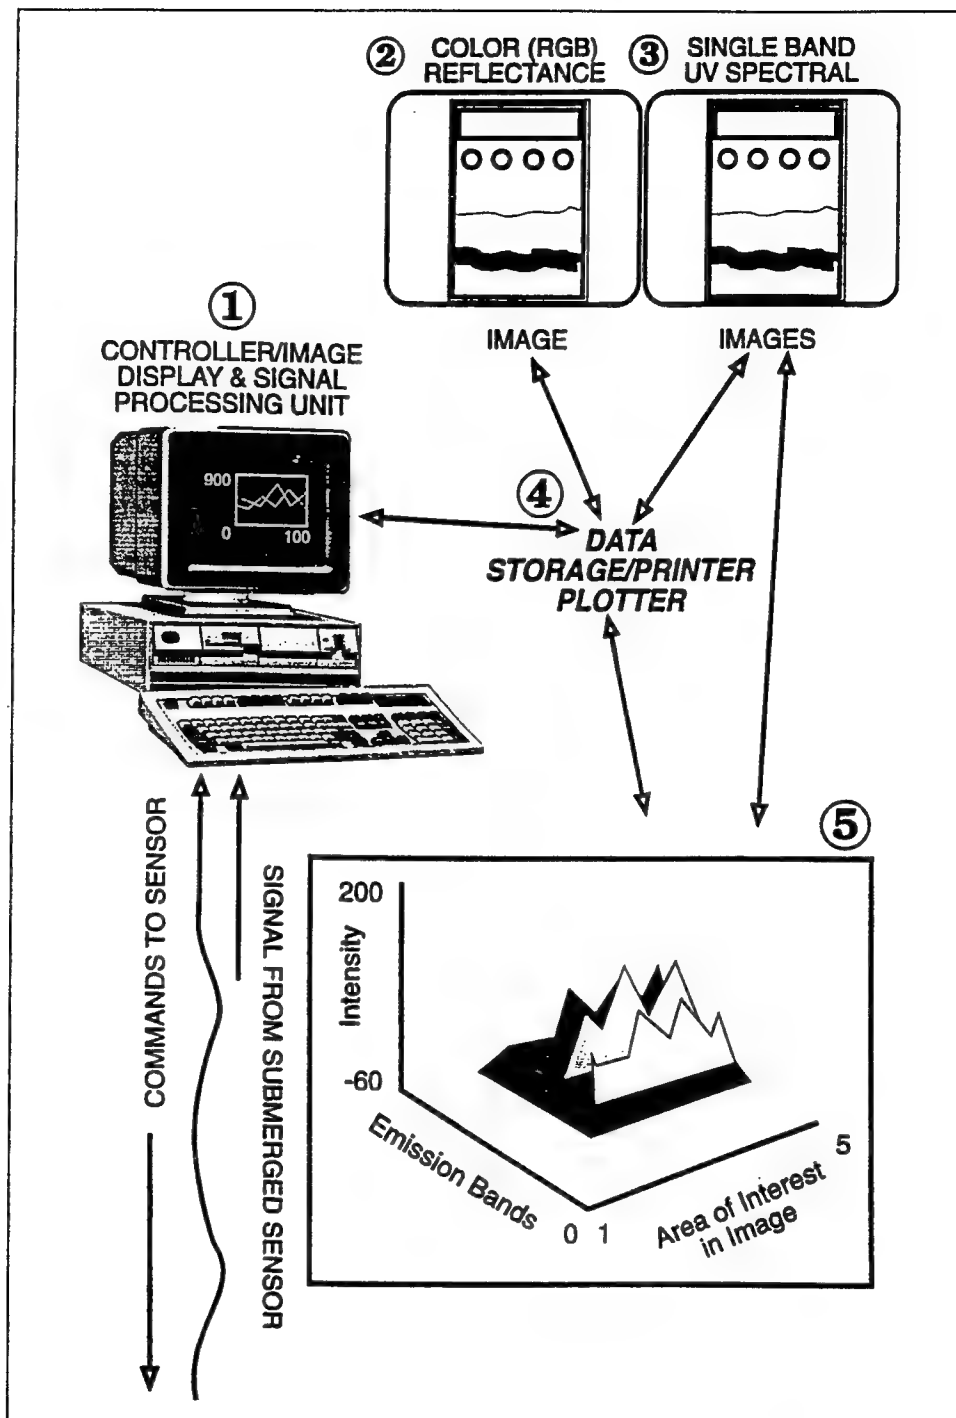 ② COLOR (RGB)
REFLECTANCE
③ SINGLE BAND
UV SPECTRAL
IMAGE
IMAGES
①
CONTROLLER/IMAGE
DISPLAY & SIGNAL
PROCESSING UNIT
900
0
100
④
DATA
STORAGE/PRINTER
PLOTTER
COMMANDS TO SENSOR
SIGNAL FROM SUBMERGED SENSOR
⑤
200
Intensity
-60
Emission Bands
0
1
Area of Interest
in Image
5